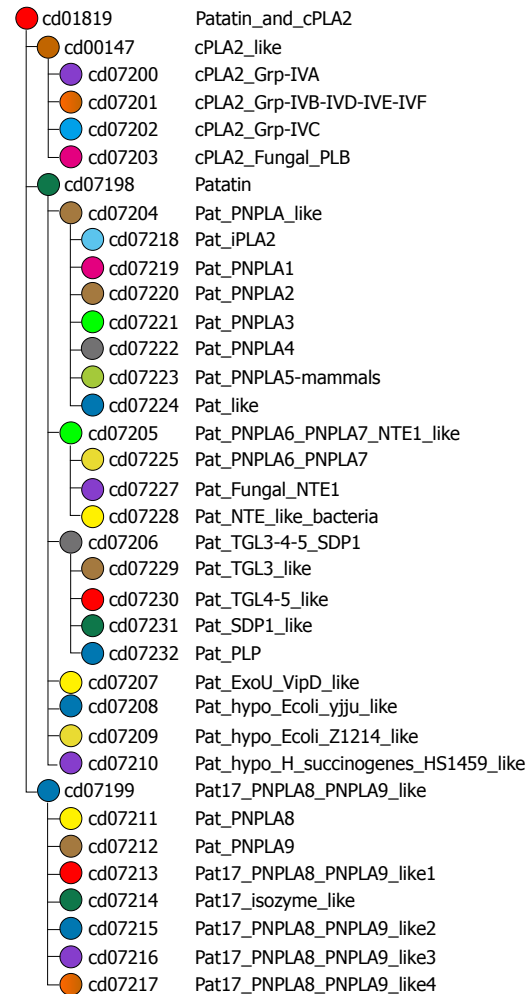 cd01819 Patatin_and_cPLA2
cd00147 cPLA2_like
cd07200 cPLA2_Grp-IVA
cd07201 cPLA2_Grp-IVB-IVD-IVE-IVF
cd07202 cPLA2_Grp-IVC
cd07203 cPLA2_Fungal_PLB
cd07198 Patatin
cd07204 Pat_PNPLA_like
cd07218 Pat_iPLA2
cd07219 Pat_PNPLA1
cd07220 Pat_PNPLA2
cd07221 Pat_PNPLA3
cd07222 Pat_PNPLA4
cd07223 Pat_PNPLA5-mammals
cd07224 Pat_like
cd07205 Pat_PNPLA6_PNPLA7_NTE1_like
cd07225 Pat_PNPLA6_PNPLA7
cd07227 Pat_Fungal_NTE1
cd07228 Pat_NTE_like_bacteria
cd07206 Pat_TGL3-4-5_SDP1
cd07229 Pat_TGL3_like
cd07230 Pat_TGL4-5_like
cd07231 Pat_SDP1_like
cd07232 Pat_PLP
cd07207 Pat_ExoU_VipD_like
cd07208 Pat_hypo_Ecoli_yjju_like
cd07209 Pat_hypo_Ecoli_Z1214_like
cd07210 Pat_hypo_H_succinogenes_HS1459_like
cd07199 Pat17_PNPLA8_PNPLA9_like
cd07211 Pat_PNPLA8
cd07212 Pat_PNPLA9
cd07213 Pat17_PNPLA8_PNPLA9_like1
cd07214 Pat17_isozyme_like
cd07215 Pat17_PNPLA8_PNPLA9_like2
cd07216 Pat17_PNPLA8_PNPLA9_like3
cd07217 Pat17_PNPLA8_PNPLA9_like4